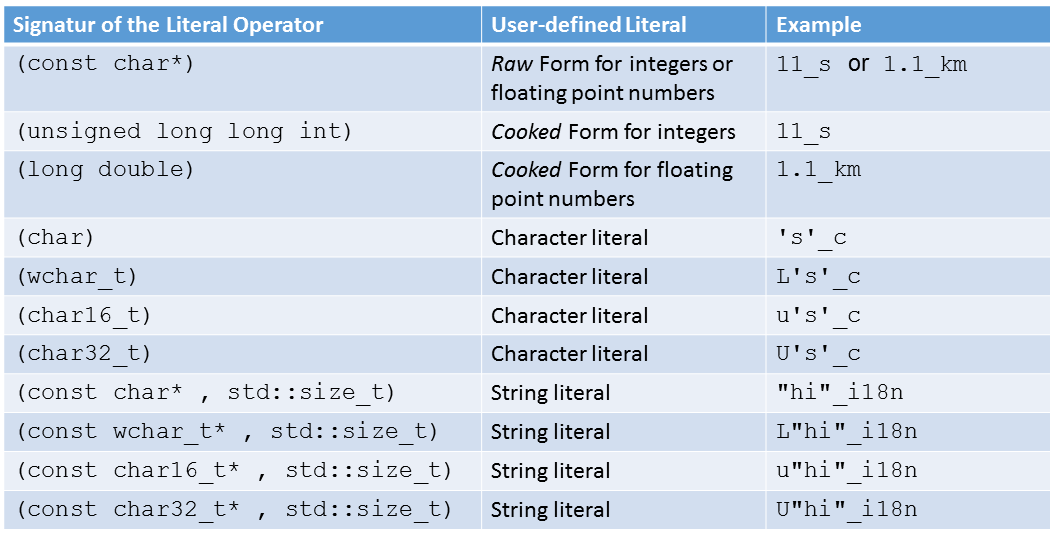 Signatur of the Literal Operator User-defined Literal Example
(const char*) Raw Form for integers or 11_s or 1.1_km
floating point numbers
(unsigned long long int) Cooked Form for integers 11_s
(long double) Cooked Form for floating 1.1_km
point numbers
(char) Character literal 's'_c
(wchar_t) Character literal L's'_c
(char16_t) Character literal u's'_c
(char32_t) Character literal U's'_c
(const char* , std::size_t) String literal "hi"_i18n
(const wchar_t* , std::size_t) String literal L"hi"_i18n
(const char16_t* , std::size_t) String literal u"hi"_i18n
(const char32_t* , std::size_t) String literal U"hi"_i18n